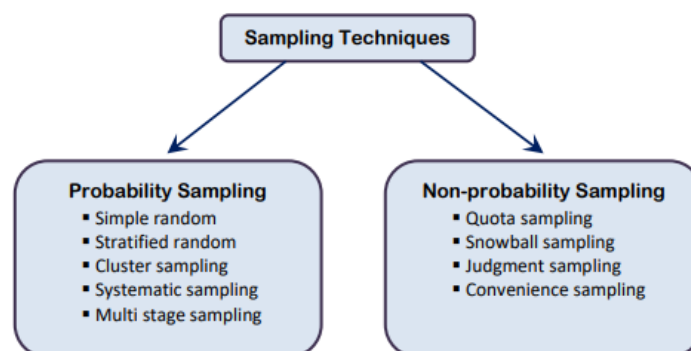 Sampling Techniques
Probability Sampling
▪ Simple random
▪ Stratified random
▪ Cluster sampling
▪ Systematic sampling
▪ Multi stage sampling
Non-probability Sampling
▪ Quota sampling
▪ Snowball sampling
▪ Judgment sampling
▪ Convenience sampling